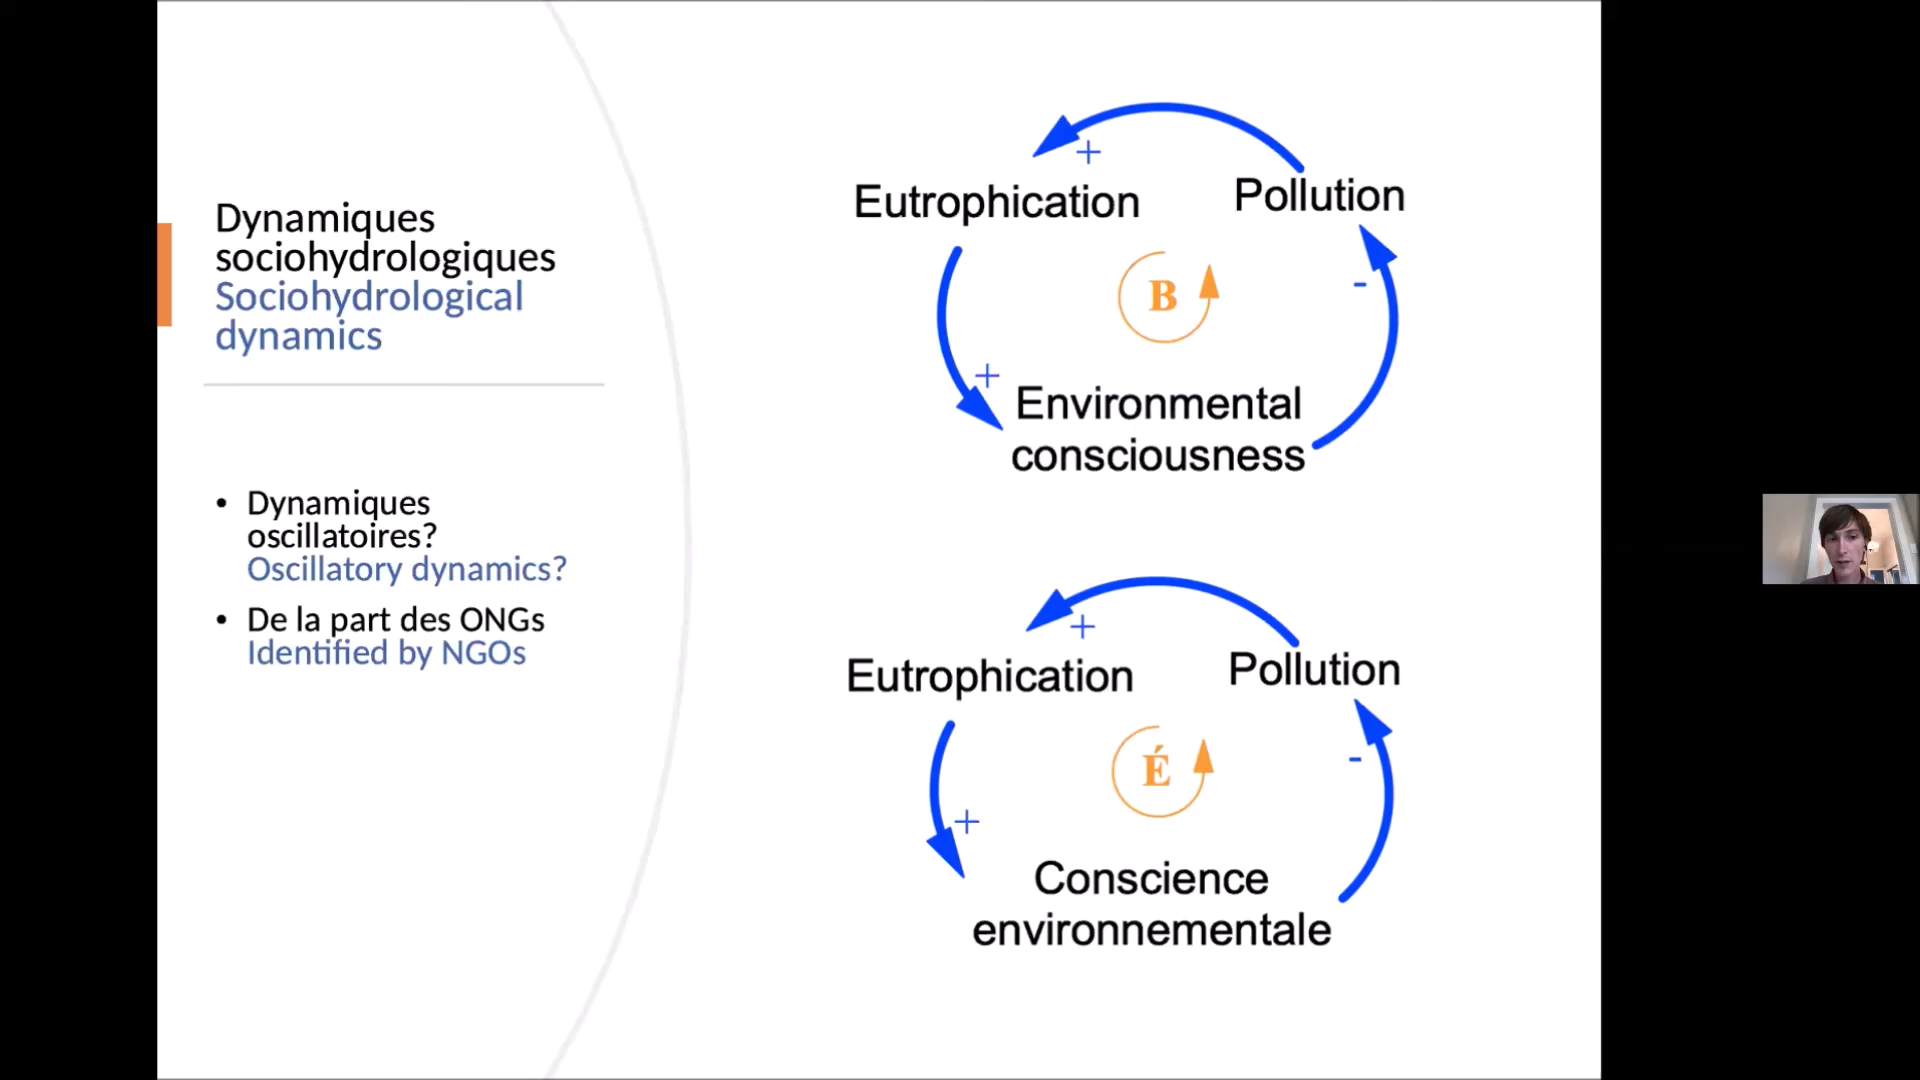 Dynamiques
sociohydrologiques
Sociohydrological
dynamics
• Dynamiques
oscillatoires?
Oscillatory dynamics?
• De la part des ONGs
Identified by NGOs
+
Eutrophication
Pollution
B
-
+
Environmental
consciousness
+
Eutrophication
Pollution
É
-
+
Conscience
environnementale